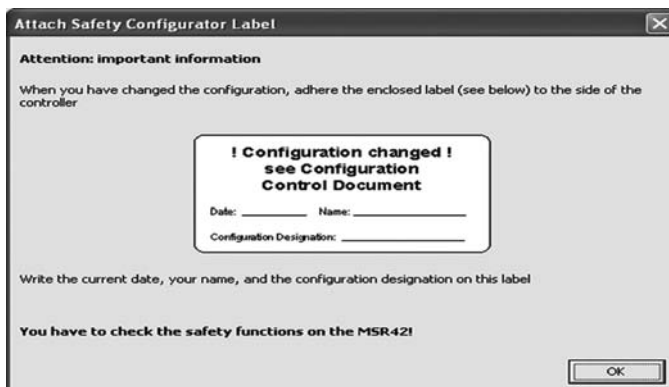 Attach Safety Configurator Label
Attention: important information
When you have changed the configuration, adhere the enclosed label (see below) to the side of the
controller
! Configuration changed !
see Configuration
Control Document
Date: __________ Name: __________________
Configuration Designation: ____________________
Write the current date, your name, and the configuration designation on this label
You have to check the safety functions on the MSR42!
OK